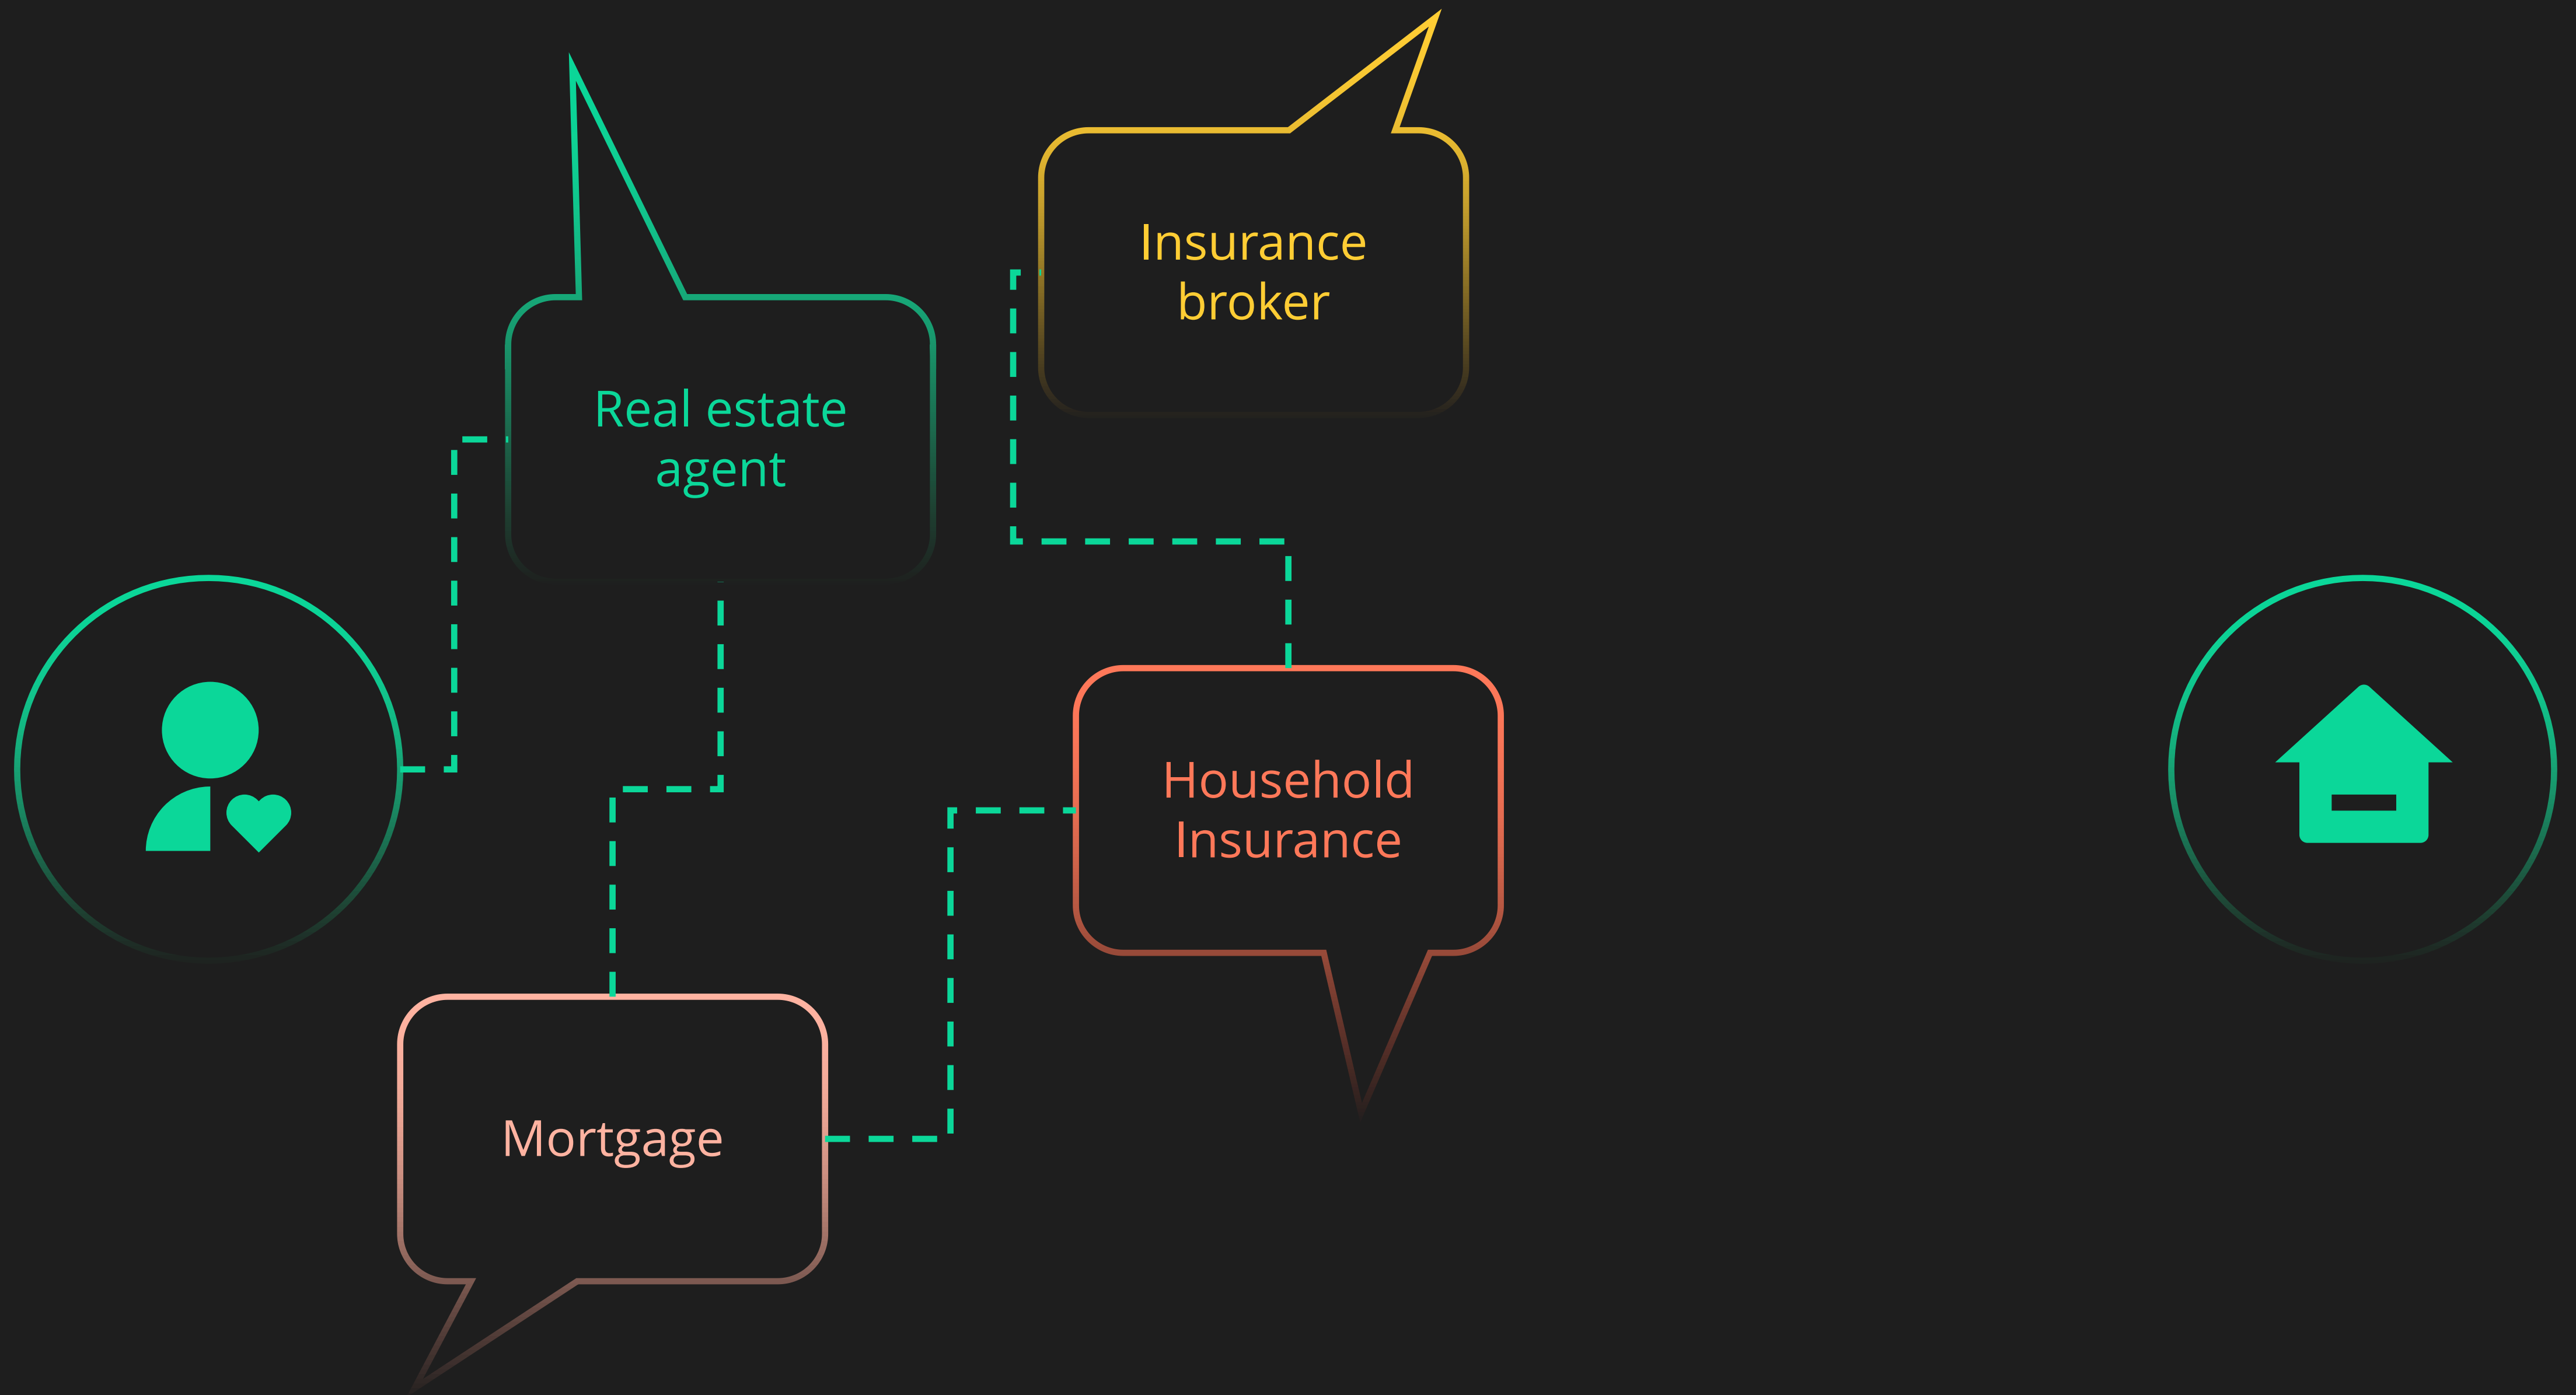 Real estate
agent
Mortgage
Household
Insurance
Insurance
broker